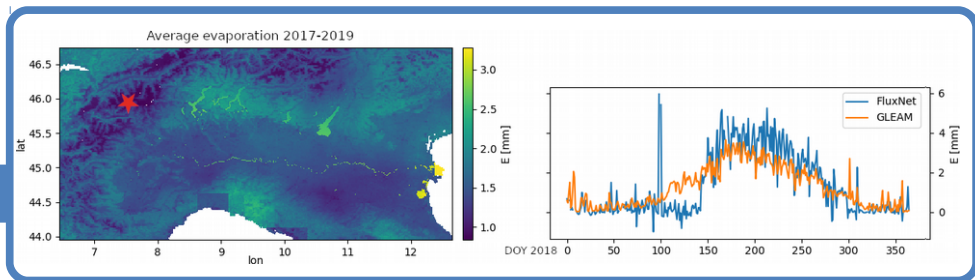 Average evaporation 2017-2019
46.5
46.0
45.5
45.0
44.5
44.0
lat
7 8 9 10 11 12
lon
3.0
2.5
2.0
1.5
1.0
E [mm]
FluxNet
GLEAM
6
4
2
0
E [mm]
DOY 2018 0 50 100 150 200 250 300 350